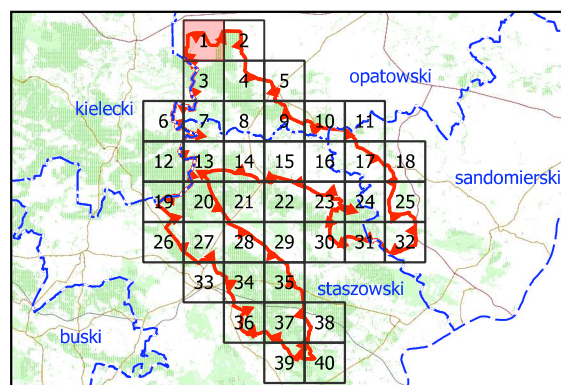 1 2
3 4 5
opatowski
kielecki
6 7 8 9 10 11
12 13 14 15 16 17 18
sandomierski
19 20 21 22 23 24 25
26 27 28 29 30 31 32
33 34 35
staszowski
buski
36 37 38
39 40